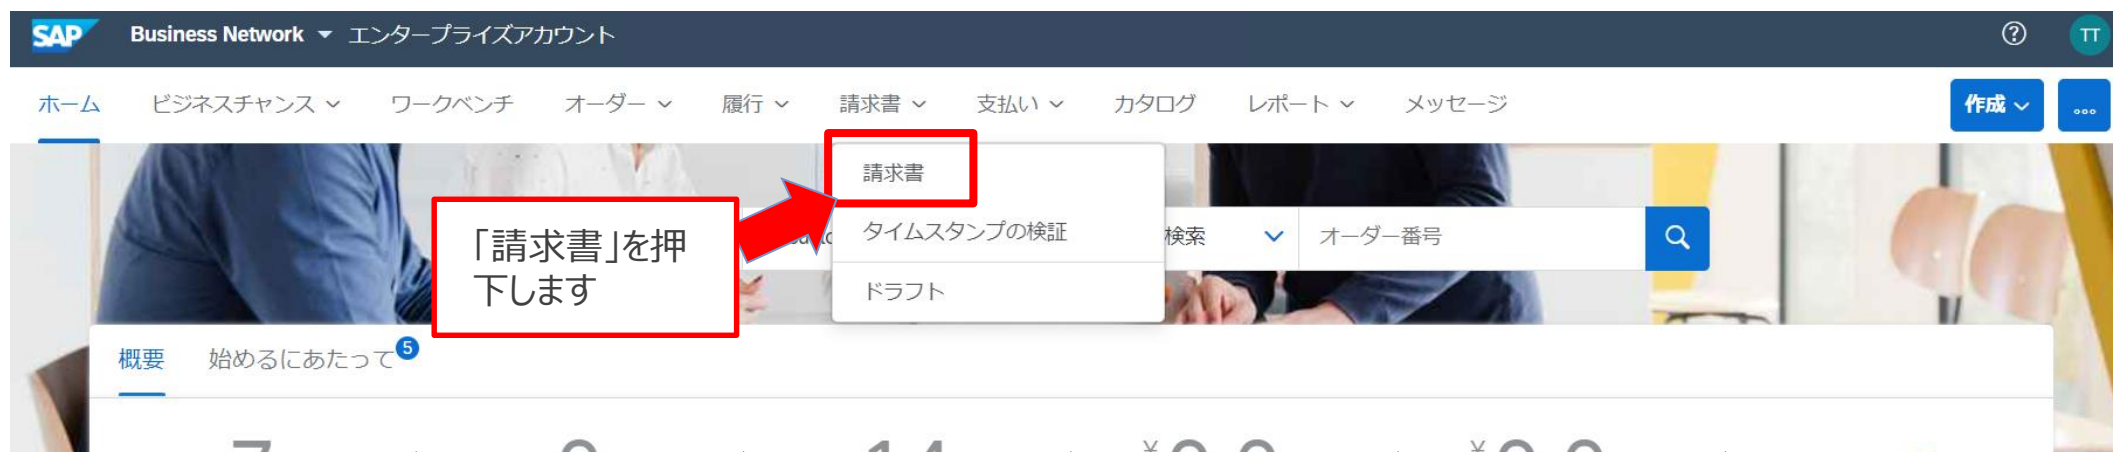 SAP Business Network エンタープライズアカウント ? TT
ホーム ビジネスチャンス ワークベンチ オーダー 履行 請求書 支払い カタログ レポート メッセージ 作成 ...
請求書
「請求書」を押
下します
タイムスタンプの検証 検索 オーダー番号
ドラフト
概要 始めるにあたって 5
¥ ¥